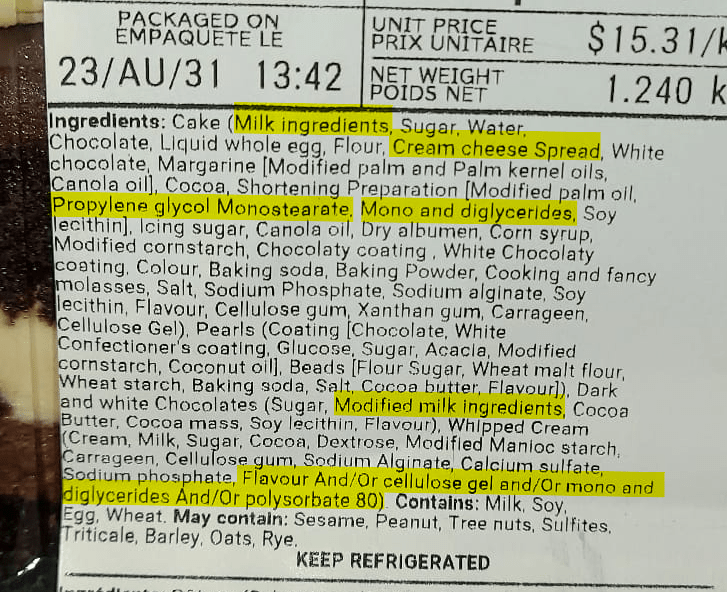 PACKAGED ON
EMPAQUETE LE
23/AU/31 13:42
UNIT PRICE
PRIX UNITAIRE
$15.31/k
NET WEIGHT
POIDS NET
1.240 k
Ingredients: Cake (Milk ingredients, Sugar, Water,
Chocolate, Liquid whole egg, Flour, Cream cheese Spread, White
chocolate, Margarine [Modified palm and Palm kernel oils,
Canola oil], Cocoa, Shortening Preparation [Modified palm oil,
Propylene glycol Monostearate, Mono and diglycerides, Soy
lecithin], Icing sugar, Canola oil, Dry albumen, Corn syrup,
Modified cornstarch, Chocolaty coating , White Chocolaty
coating, Colour, Baking soda, Baking Powder, Cooking and fancy
molasses, Salt, Sodium Phosphate, Sodium alginate, Soy
lecithin, Flavour, Cellulose gum, Xanthan gum, Carrageen,
Cellulose Gel), Pearls (Coating [Chocolate, White
Confectioner's coating, Glucose, Sugar, Acacia, Modified
cornstarch, Coconut oil], Beads [Flour Sugar, Wheat malt flour,
Wheat starch, Baking soda, Salt, Cocoa butter, Flavour]), Dark
and white Chocolates (Sugar, Modified milk ingredients, Cocoa
Butter, Cocoa mass, Soy lecithin, Flavour), Whipped Cream
(Cream, Milk, Sugar, Cocoa, Dextrose, Modified Manioc starch,
Carrageen, Cellulose gum, Sodium Alginate, Calcium sulfate,
Sodium phosphate, Flavour And/Or cellulose gel and/Or mono and
diglycerides And/Or polysorbate 80). Contains: Milk, Soy,
Egg, Wheat. May contain: Sesame, Peanut, Tree nuts, Sulfites,
Triticale, Barley, Oats, Rye.
KEEP REFRIGERATED